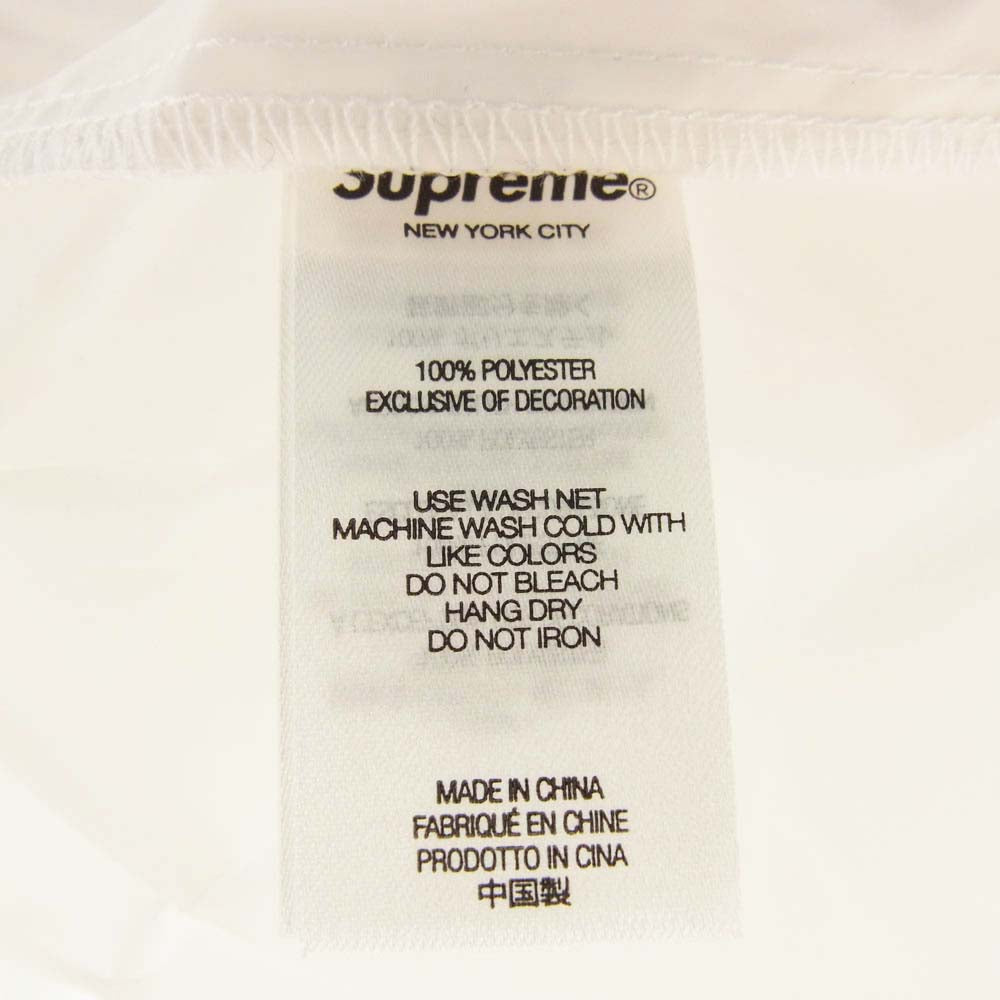 Supreme®
NEW YORK CITY
100% POLYESTER
EXCLUSIVE OF DECORATION
USE WASH NET
MACHINE WASH COLD WITH
LIKE COLORS
DO NOT BLEACH
HANG DRY
DO NOT IRON
MADE IN CHINA
FABRIQUÉ EN CHINE
PRODOTTO IN CINA
中国製